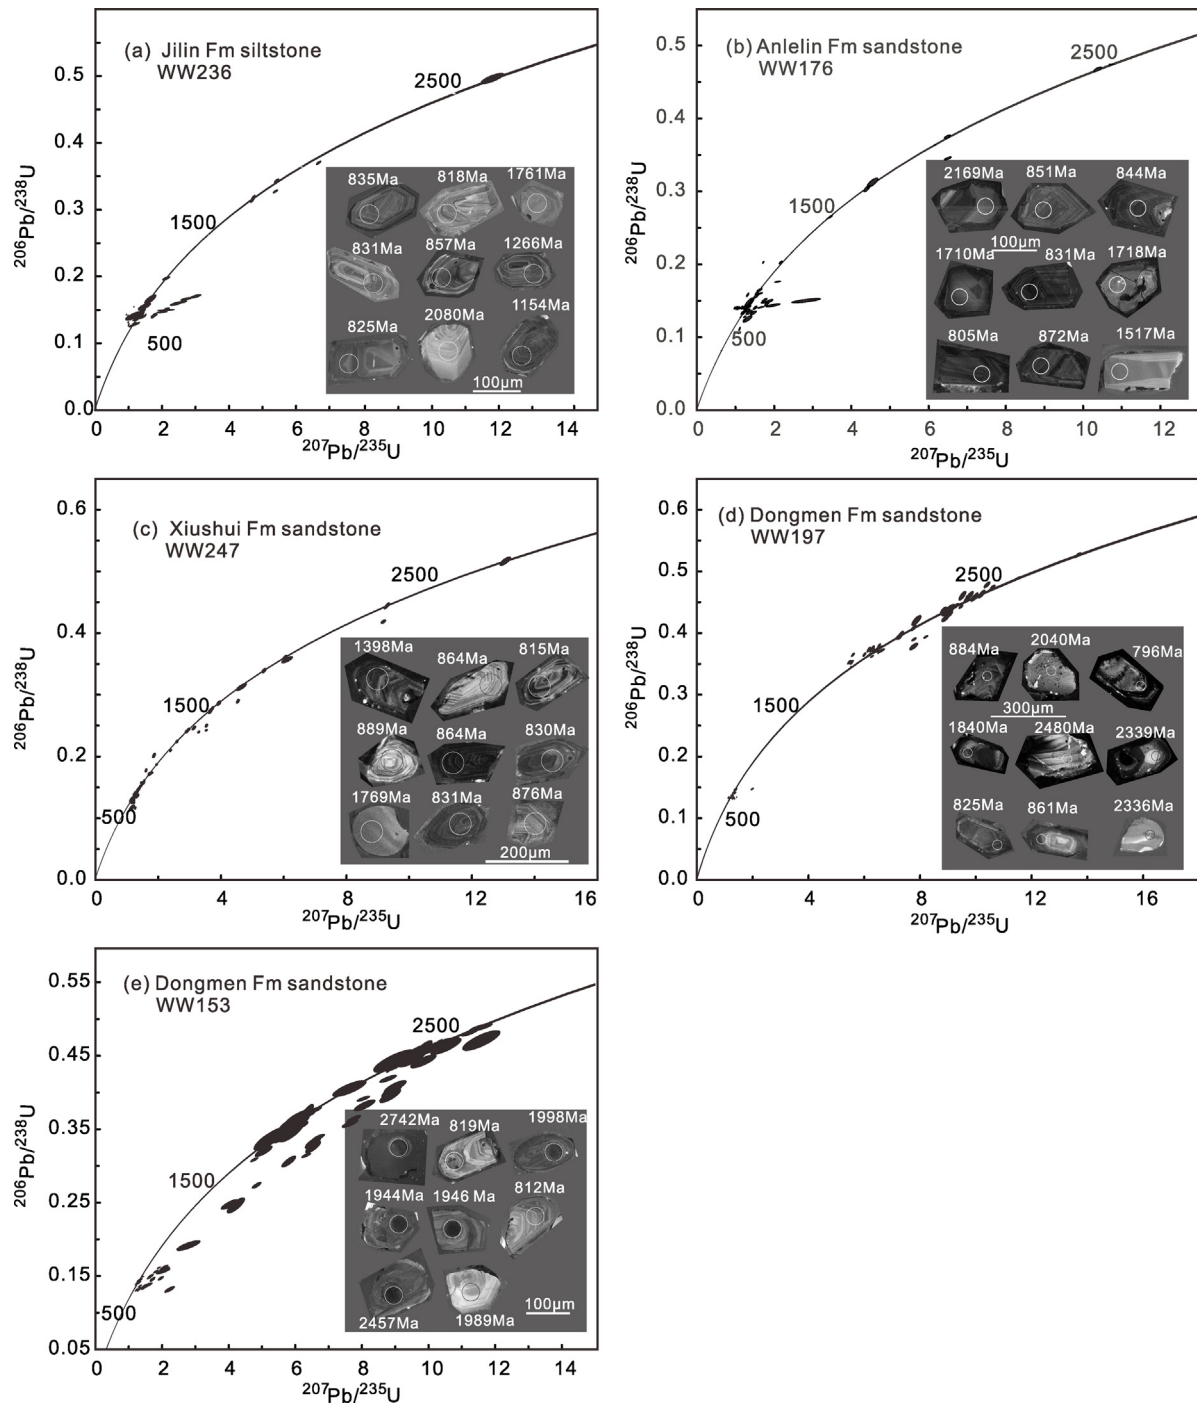 (a) Jilin Fm siltstone
WW236
0.5
0.4
0.3
0.2
0.1
0.0
206Pb/238U
2500
1500
500
835Ma 818Ma 1761Ma
831Ma 857Ma 1266Ma
825Ma 2080Ma 1154Ma
100μm
0 2 4 6 8 10 12 14
207Pb/235U
(b) Anlelin Fm sandstone
WW176
0.5
0.4
0.3
0.2
0.1
0.0
206Pb/238U
2500
1500
500
2169Ma 851Ma 844Ma
100μm
1710Ma 831Ma 1718Ma
805Ma 872Ma 1517Ma
0 2 4 6 8 10 12
207Pb/235U
(c) Xiushui Fm sandstone
WW247
0.6
0.4
0.2
0.0
206Pb/238U
2500
1500
500
1398Ma 864Ma 815Ma
889Ma 864Ma 830Ma
1769Ma 831Ma 876Ma
200μm
0 4 8 12 16
207Pb/235U
(d) Dongmen Fm sandstone
WW197
0.6
0.5
0.4
0.3
0.2
0.1
0.0
206Pb/238U
2500
1500
500
884Ma 2040Ma 796Ma
300μm
1840Ma 2480Ma 2339Ma
825Ma 861Ma 2336Ma
0 4 8 12 16
207Pb/235U
(e) Dongmen Fm sandstone
WW153
0.55
0.45
0.35
0.25
0.15
0.05
206Pb/238U
2500
1500
500
2742Ma 819Ma 1998Ma
1944Ma 1946 Ma 812Ma
2457Ma 1989Ma
100μm
0 2 4 6 8 10 12 14
207Pb/235U